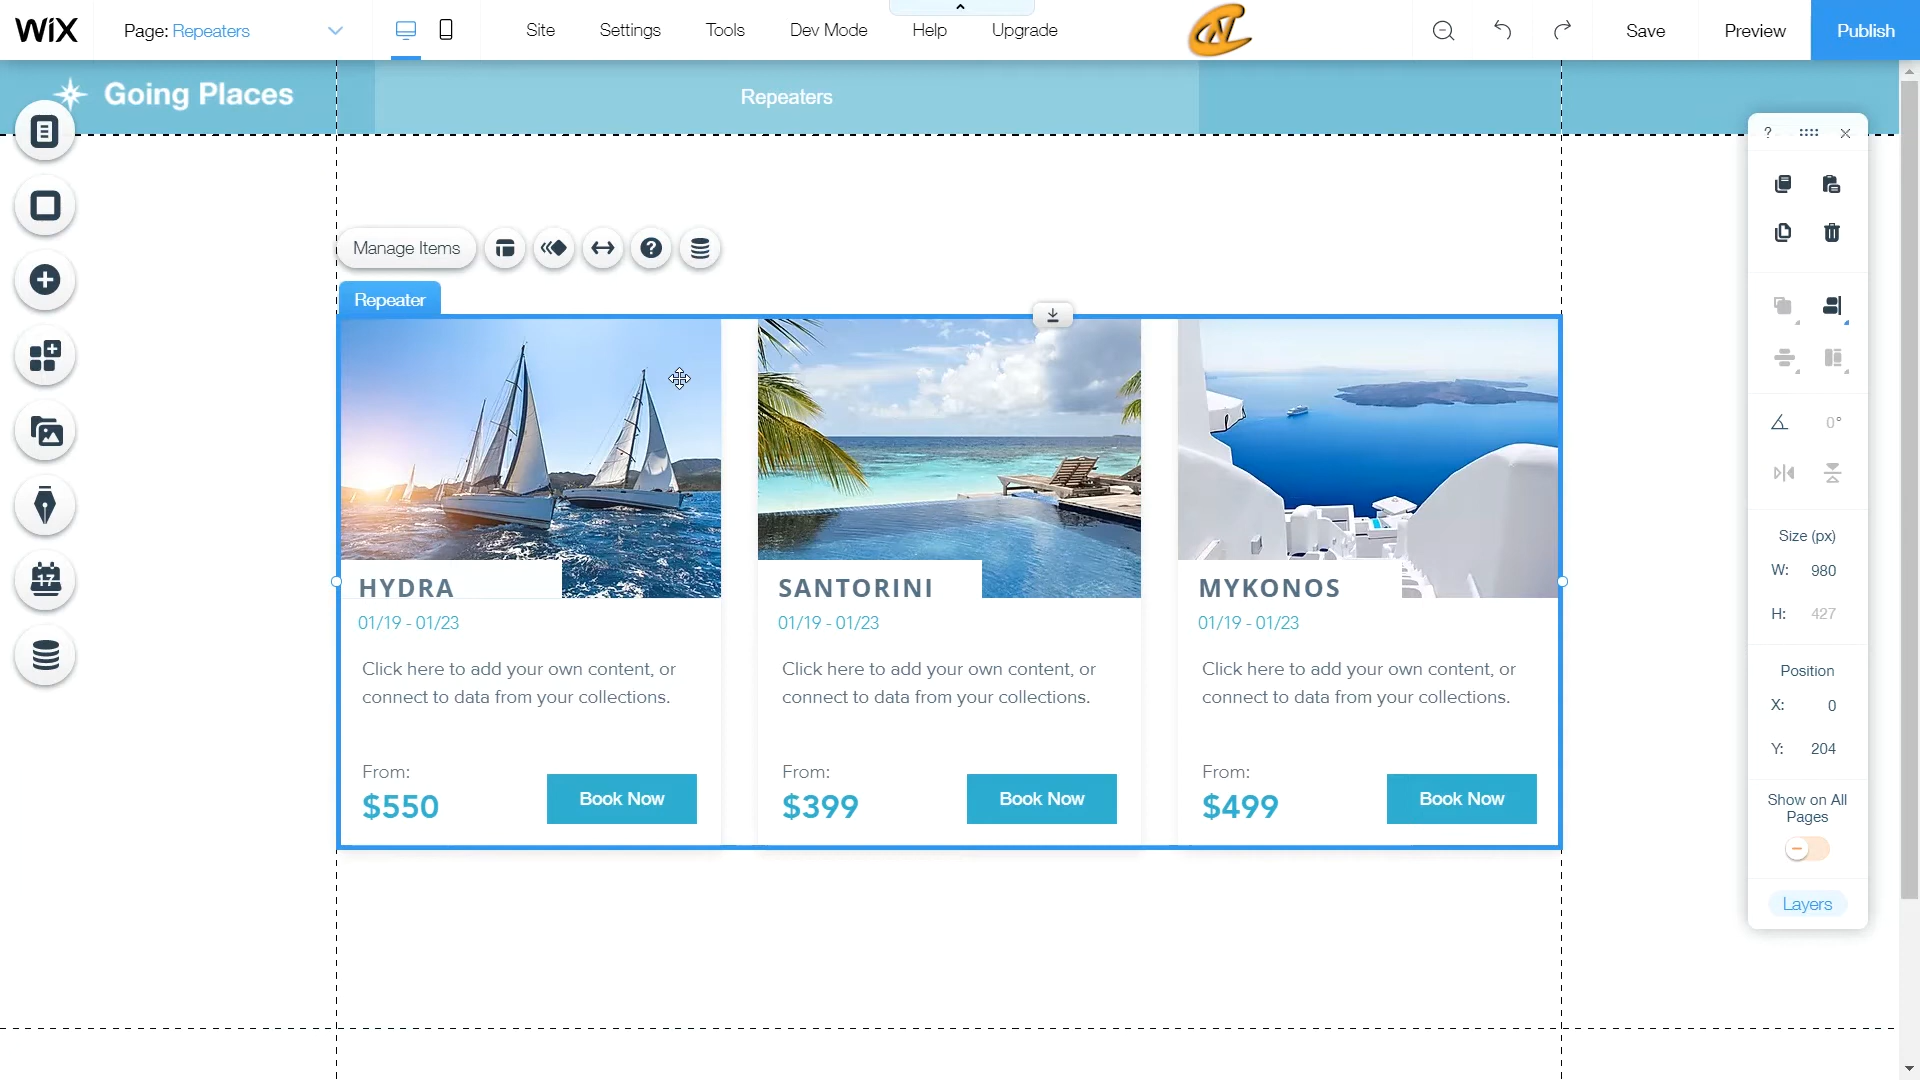 WiX
Page: Repeaters
Site
Settings
Tools
Dev Mode
Help
Upgrade
Save
Preview
Publish
Going Places
Repeaters
Manage Items
?
Repeater
HYDRA
01/19 - 01/23
Click here to add your own content, or
connect to data from your collections.
From:
$550
Book Now
SANTORINI
01/19 - 01/23
Click here to add your own content, or
connect to data from your collections.
From:
$399
Book Now
MYKONOS
01/19 - 01/23
Click here to add your own content, or
connect to data from your collections.
From:
$499
Book Now
17
?
0°
Size (px)
W: 980
H: 427
Position
X: 0
Y: 204
Show on All
Pages
Layers